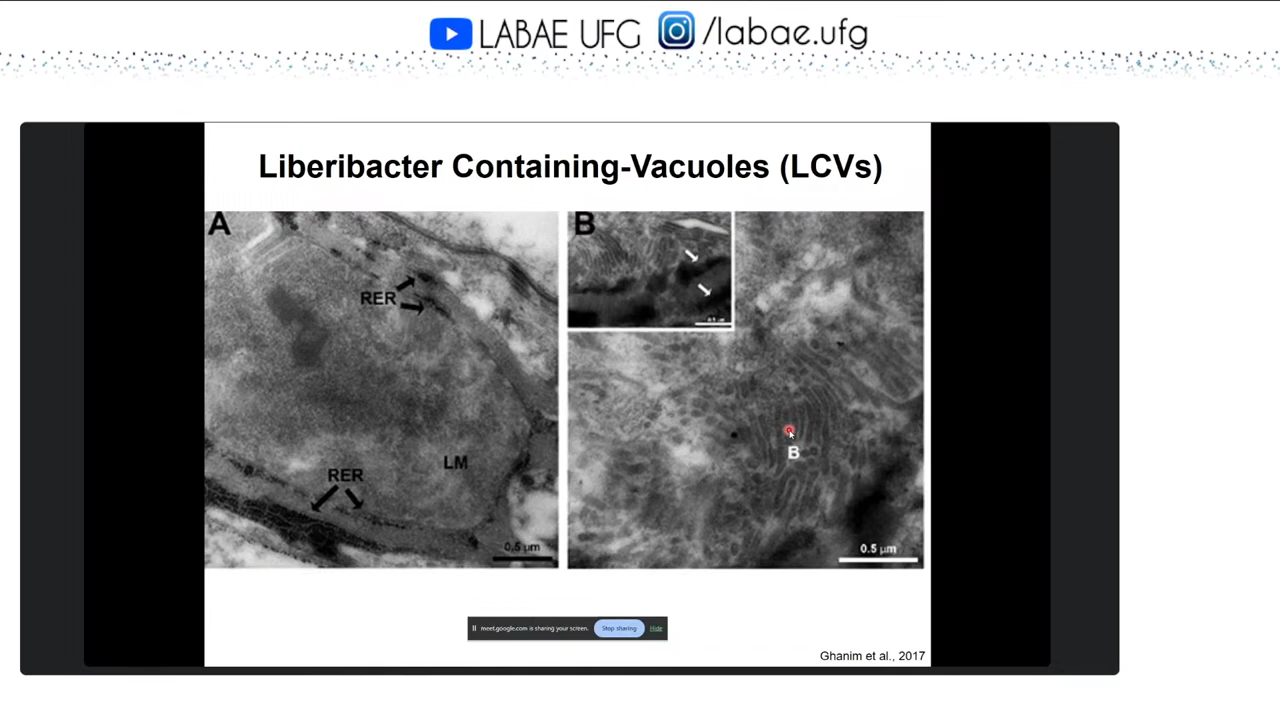 LABAE UFG /labae.ufg
Liberibacter Containing-Vacuoles (LCVs)
A
RER
LM
RER
0.5 µm
B
B
0.5 µm
meet.google.com is sharing your screen. Stop sharing Hide
Ghanim et al., 2017